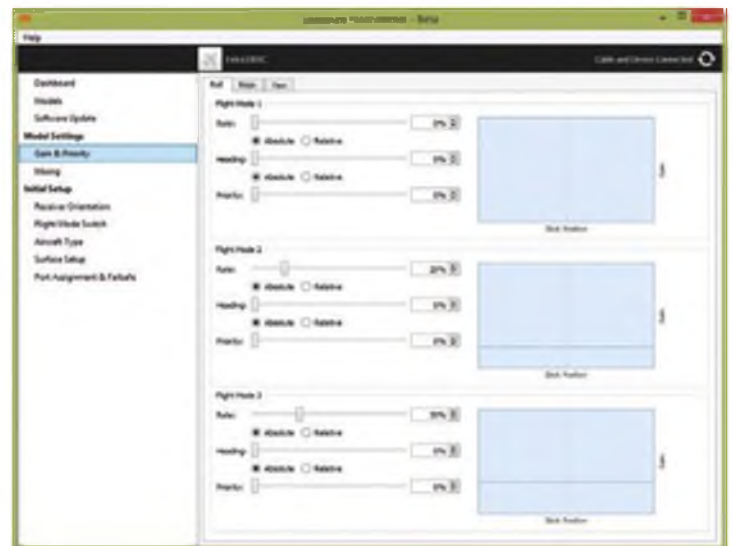 - Beta
Help
Cable and Device Connected
Dashboard
Models
Software Update
Model Settings
Gain & Priority
Mixing
Initial Setup
Receiver Orientation
Flight Mode Switch
Aircraft Type
Surface Setup
Port Assignment & Failsafe
Roll Pitch Yaw
Flight Mode 1
Rate: 0%
Absolute Relative
Heading: 0%
Absolute Relative
Priority: 0%
Gain
Stick Position
Flight Mode 2
Rate: 20%
Absolute Relative
Heading: 0%
Absolute Relative
Priority: 0%
Gain
Stick Position
Flight Mode 3
Rate: 30%
Absolute Relative
Heading: 0%
Absolute Relative
Priority: 0%
Gain
Stick Position